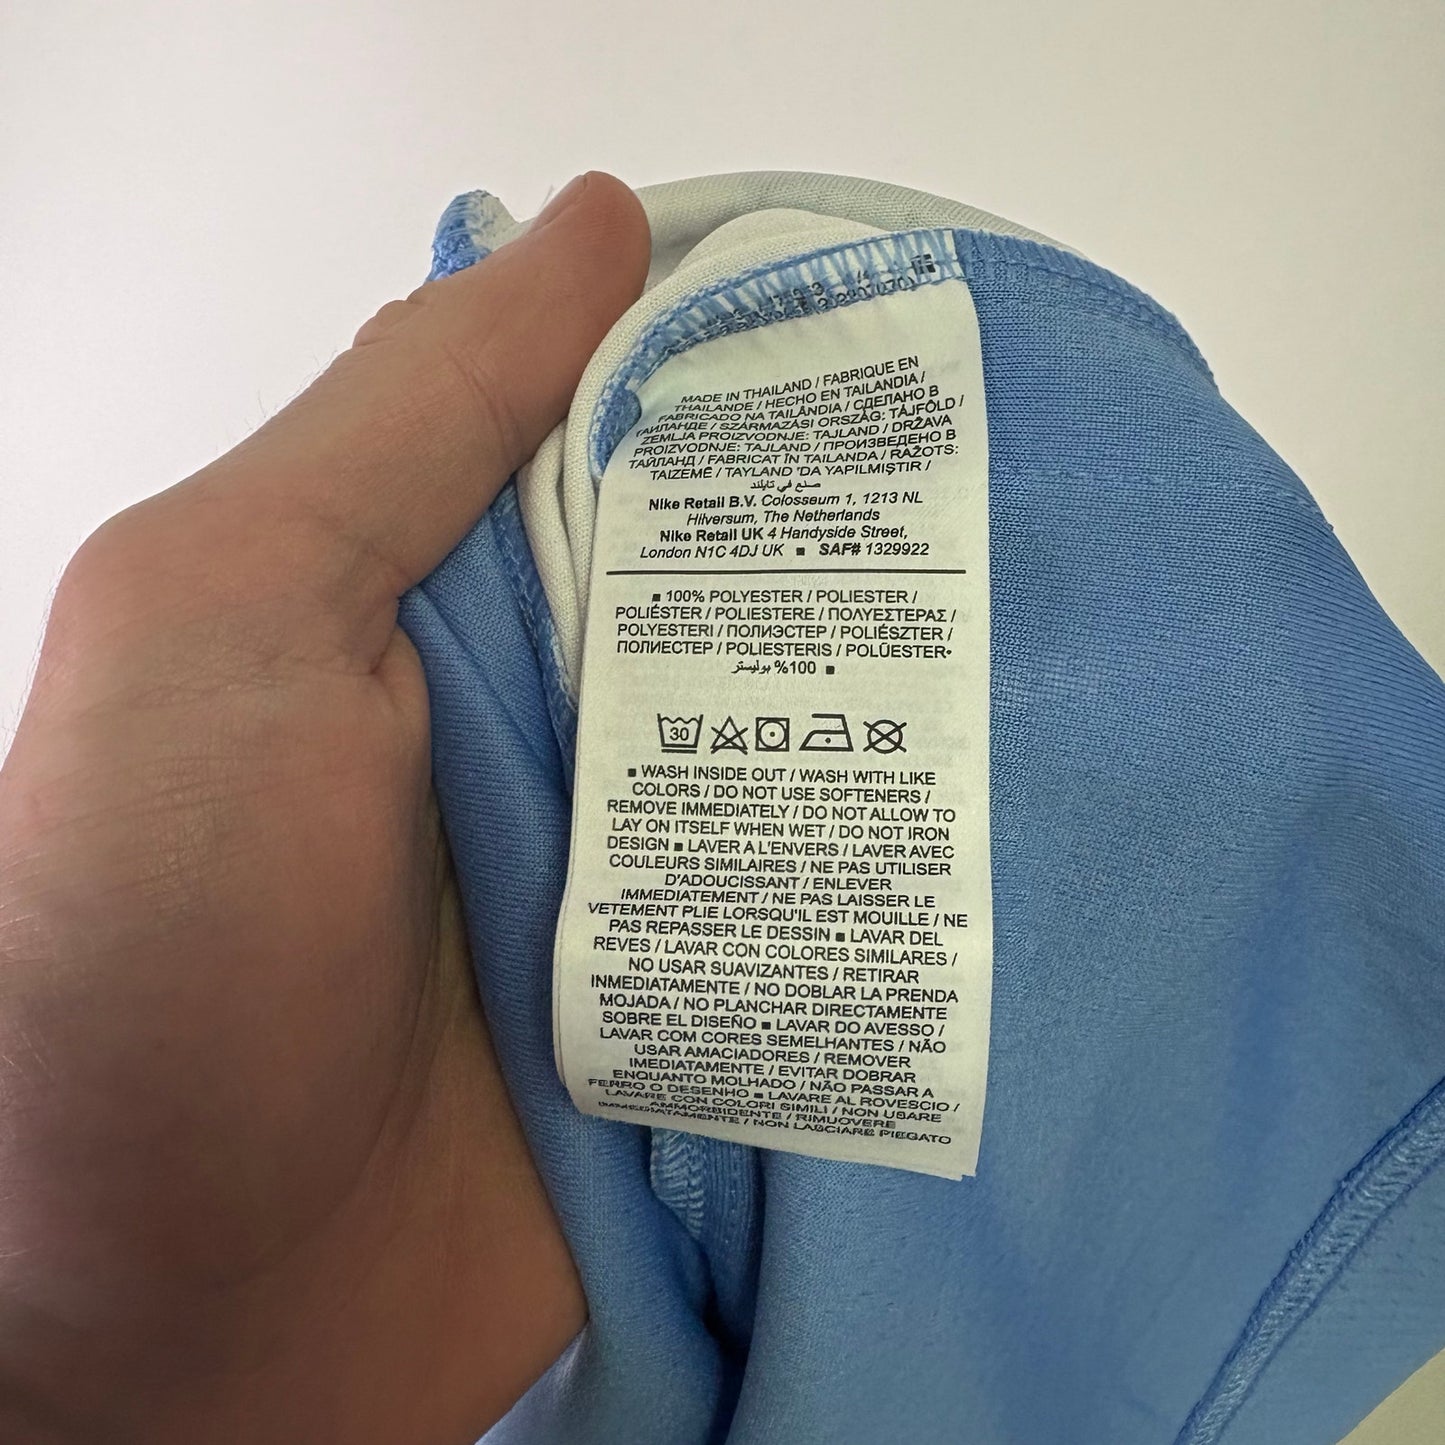 MADE IN THAILAND / FABRIQUE EN
THAILANDE / HECHO EN TAILANDIA /
FABRICADO NA TAILÂNDIA / СДЕЛАНО В
ТАИЛАНДЕ / SZÁRMAZÁSI ORSZÁG: TÁJFÖLD /
ZEMLJA PROIZVODNJE: TAJLAND / DRŽAVA
PROIZVODNJE: TAJLAND / ПРОИЗВЕДЕНО В
ТАЙЛАНД / FABRICAT ÎN TAILANDA / RAŽOTS:
TAIZEMĒ / TAYLAND 'DA YAPILMIŞTIR /
صنع في تايلند
Nike Retail B.V. Colosseum 1, 1213 NL
Hilversum, The Netherlands
Nike Retail UK 4 Handyside Street,
London N1C 4DJ UK ■ SAF# 1329922
■ 100% POLYESTER / POLIESTER /
POLIÉSTER / POLIESTERE / ΠΟΛΥΕΣΤΕΡΑΣ /
POLYESTERI / ПОЛИЭСТЕР / POLIÉSZTER /
ПОЛИЕСТЕР / POLIESTERIS / POLÜESTER•
100% بوليستر ■
30
■ WASH INSIDE OUT / WASH WITH LIKE
COLORS / DO NOT USE SOFTENERS /
REMOVE IMMEDIATELY / DO NOT ALLOW TO
LAY ON ITSELF WHEN WET / DO NOT IRON
DESIGN ■ LAVER A L'ENVERS / LAVER AVEC
COULEURS SIMILAIRES / NE PAS UTILISER
D'ADOUCISSANT / ENLEVER
IMMEDIATEMENT / NE PAS LAISSER LE
VETEMENT PLIE LORSQU'IL EST MOUILLE / NE
PAS REPASSER LE DESSIN ■ LAVAR DEL
REVES / LAVAR CON COLORES SIMILARES /
NO USAR SUAVIZANTES / RETIRAR
INMEDIATAMENTE / NO DOBLAR LA PRENDA
MOJADA / NO PLANCHAR DIRECTAMENTE
SOBRE EL DISEÑO ■ LAVAR DO AVESSO /
LAVAR COM CORES SEMELHANTES / NÃO
USAR AMACIADORES / REMOVER
IMEDIATAMENTE / EVITAR DOBRAR
ENQUANTO MOLHADO / NÃO PASSAR A
FERRO O DESENHO ■ LAVARE AL ROVESCIO /
LAVARE CON COLORI SIMILI / NON USARE
AMMORBIDENTE / RIMUOVERE
IMMEDIATAMENTE / NON LASCIARE PIEGATO